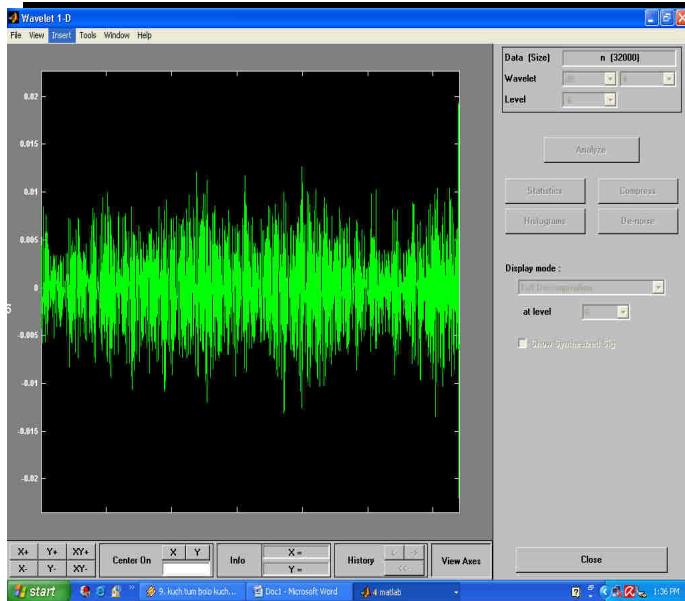 Wavelet 1-D
File View Insert Tools Window Help
Data (Size) n (32000)
Wavelet
Level
Analyze
Statistics Compress
Histograms De-noise
Display mode :
Full Decomposition
at level
Show Synthesized Sig
0.02
0.015
0.01
0.005
0
-0.005
-0.01
-0.015
-0.02
X+ Y+ XY+
X- Y- XY-
Center On
X Y
Info
X =
Y =
History
<- ->
<<-
View Axes
Close
start
9. kuch tum bolo kuch...
Doc1 - Microsoft Word
4 matlab
1:36 PM